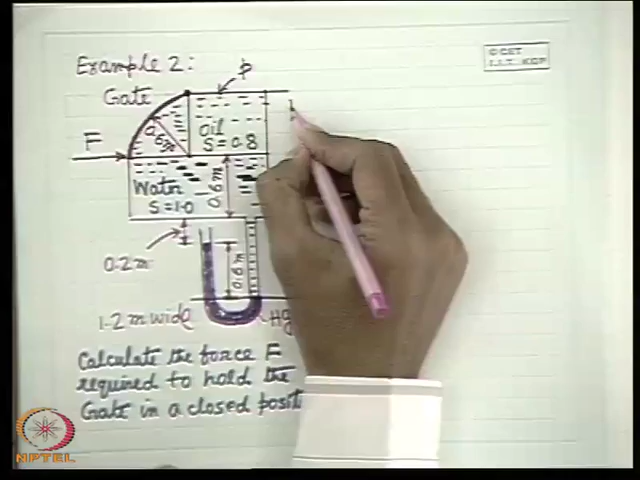 Example 2:
©CET
I.I.T. KGP
p
Gate
0.6m
Oil
S = 0.8
F
Water
S = 1.0
0.6m
0.2m
0.6m
1.2m wide
Hg
Calculate the force F
required to hold the
Gate in a closed posit
NPTEL